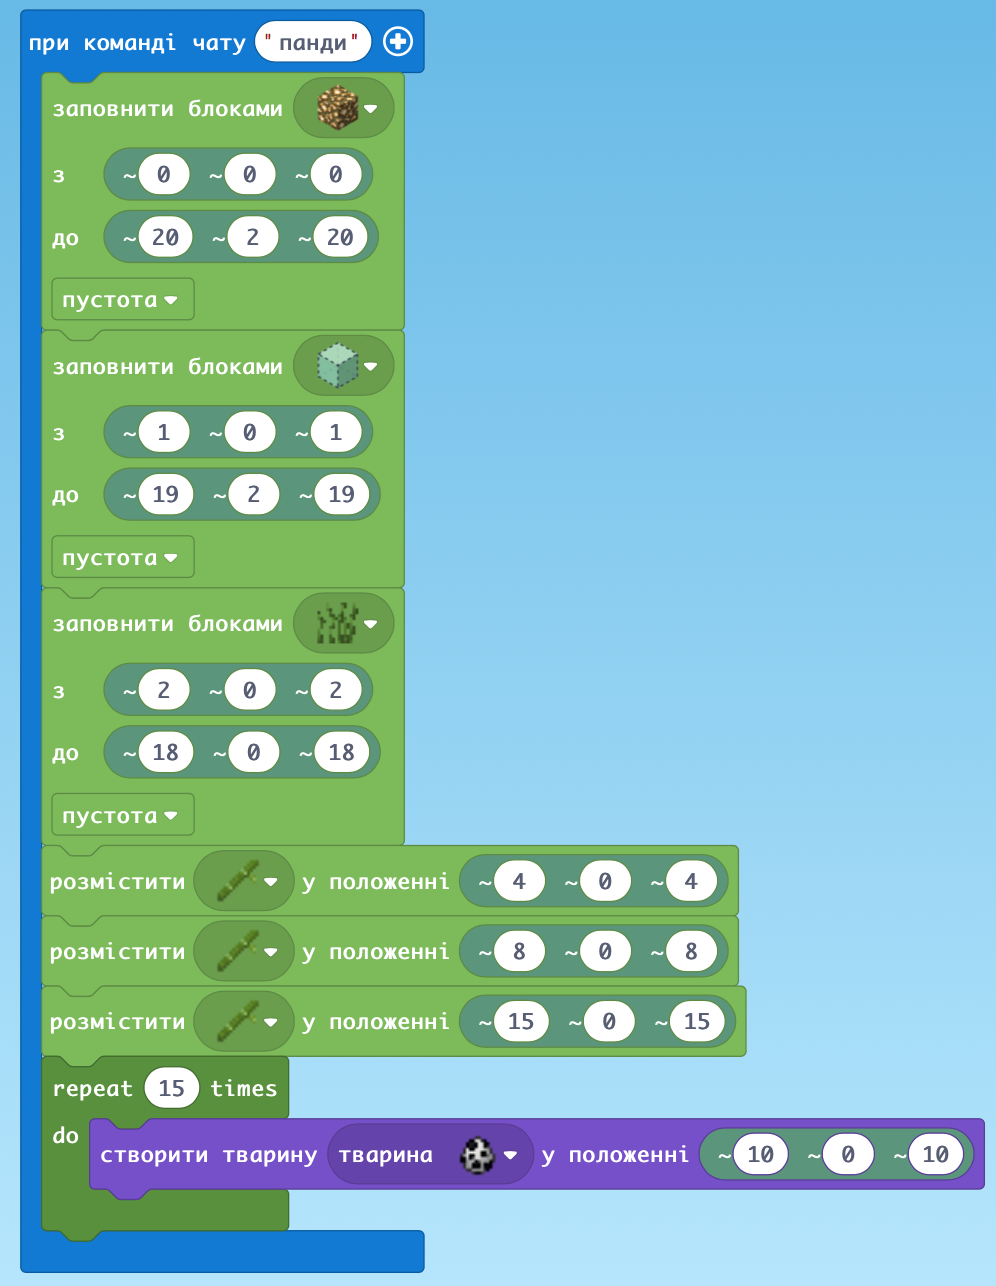 при команді чату "панди"
заповнити блоками
з ~0 ~0 ~0
до ~20 ~2 ~20
пустота
заповнити блоками
з ~1 ~0 ~1
до ~19 ~2 ~19
пустота
заповнити блоками
з ~2 ~0 ~2
до ~18 ~0 ~18
пустота
розмістити у положенні ~4 ~0 ~4
розмістити у положенні ~8 ~0 ~8
розмістити у положенні ~15 ~0 ~15
repeat 15 times
do
створити тварину тварина у положенні ~10 ~0 ~10